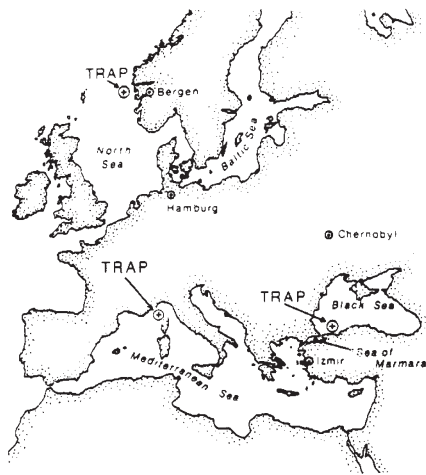 TRAP
Bergen
North
Sea
Baltic Sea
Hamburg
Chernobyl
TRAP
TRAP
Black Sea
Izmir
Sea of
Marmara
Mediterranean Sea